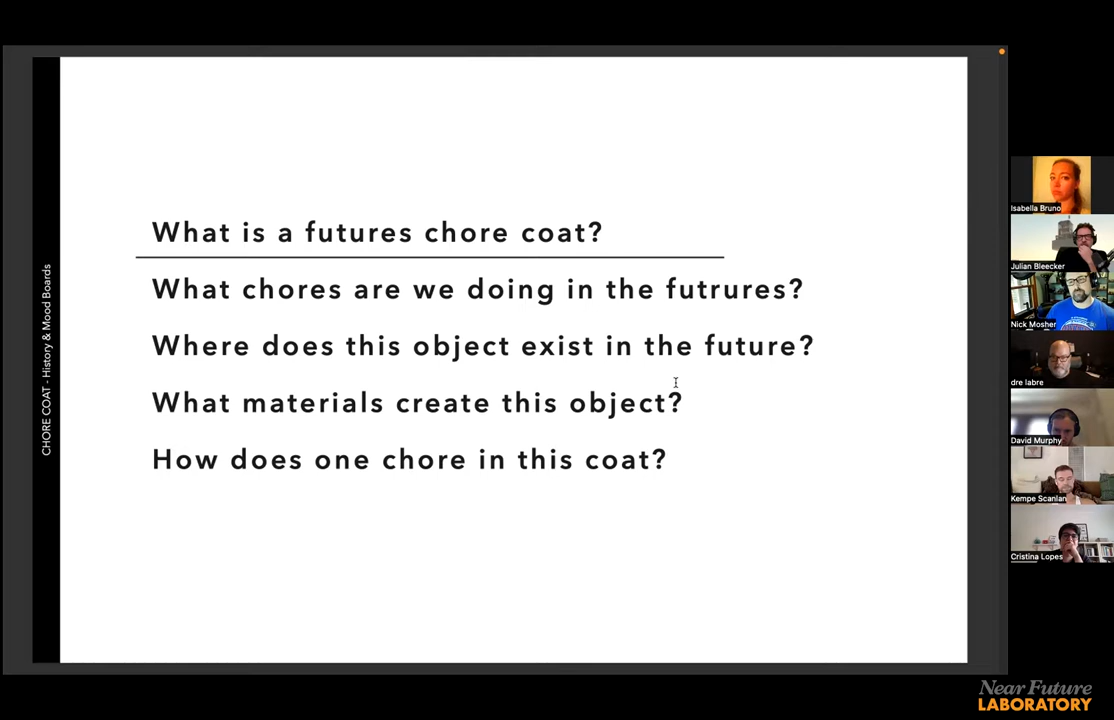 What is a futures chore coat?
What chores are we doing in the futrures?
Where does this object exist in the future?
What materials create this object?
How does one chore in this coat?
CHORE COAT - History & Mood Boards
Isabella Bruno
Julian Bleecker
Nick Mosher
dre labre
David Murphy
Kempe Scanlan
Cristina Lopes
Near Future
LABORATORY